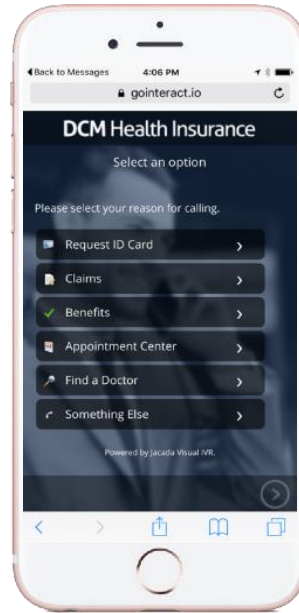 Back to Messages 4:06 PM
gointeract.io
DCM Health Insurance
Select an option
Please select your reason for calling.
Request ID Card
Claims
Benefits
Appointment Center
Find a Doctor
Something Else
Powered by Jacada Visual IVR.